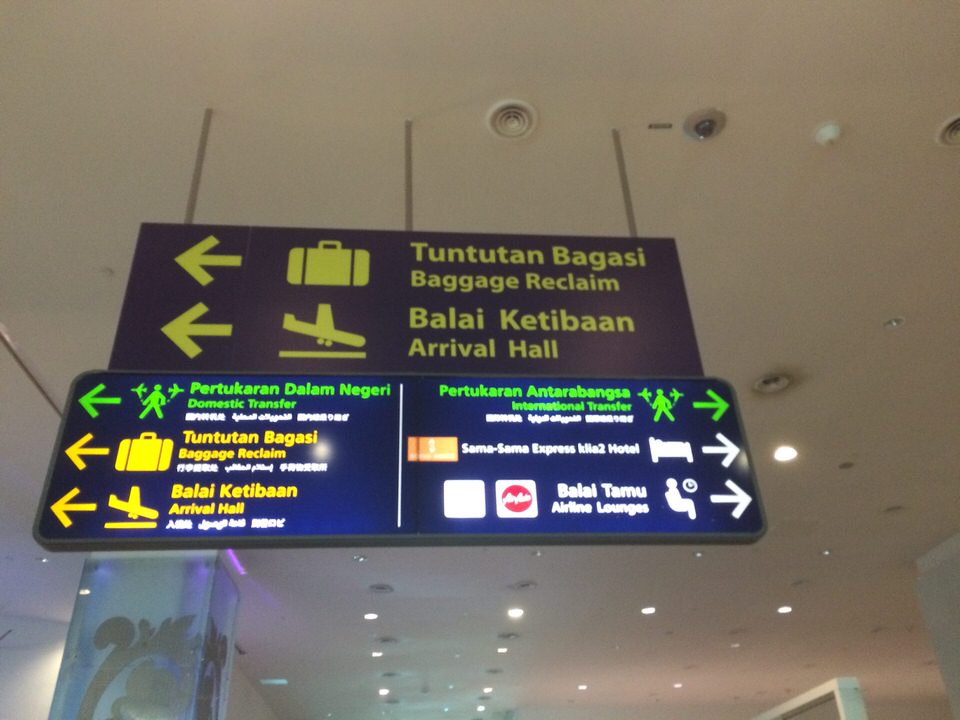 Tuntutan Bagasi
Baggage Reclaim
Balai Ketibaan
Arrival Hall
Pertukaran Dalam Negeri
Domestic Transfer
Tuntutan Bagasi
Baggage Reclaim
Balai Ketibaan
Arrival Hall
Pertukaran Antarabangsa
International Transfer
Sama-Sama Express klia2 Hotel
AirAsia
Balai Tamu
Airline Lounges